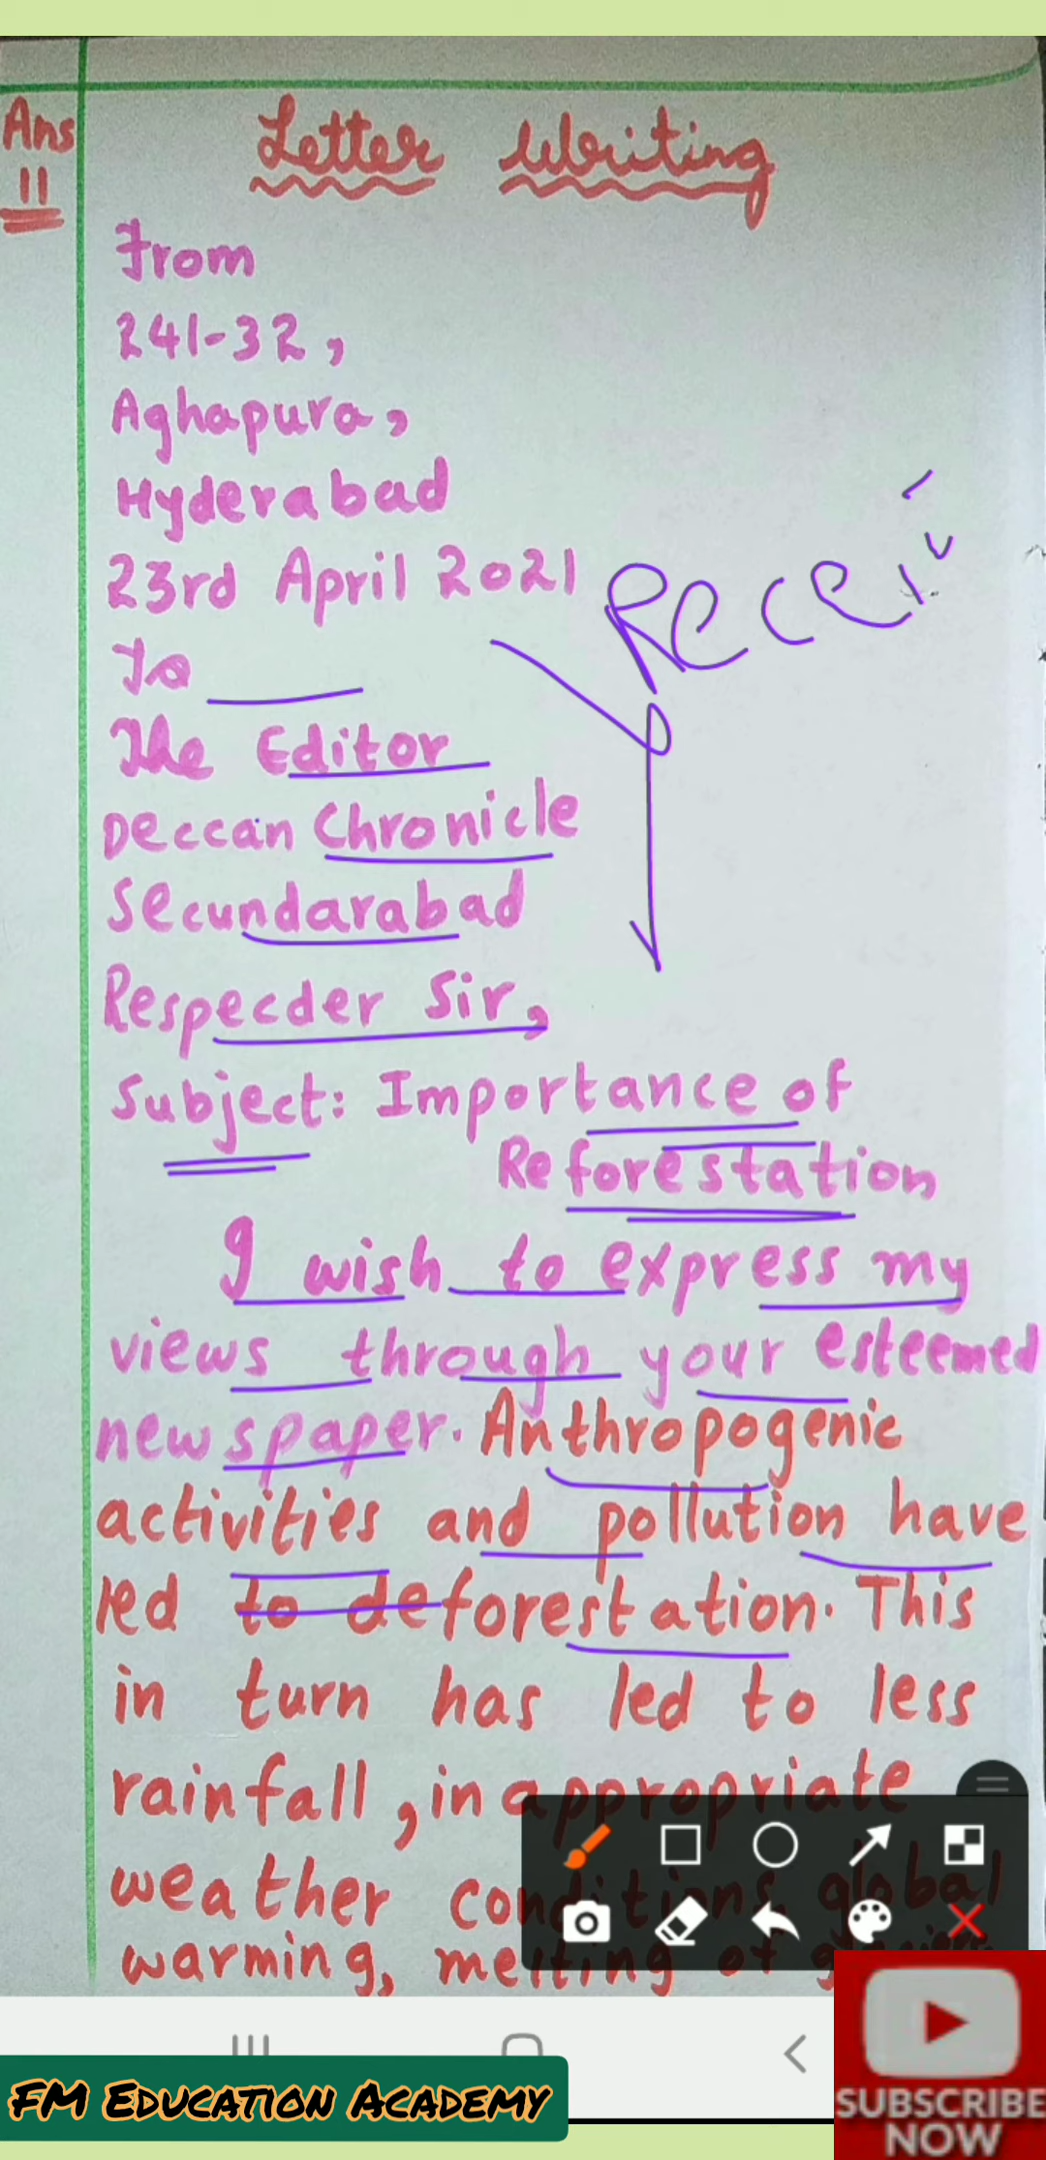 Ans
11
Letter Writing
From
241-32,
Aghapura,
Hyderabad
23rd April 2021
To
The Editor
Deccan Chronicle
Secundarabad
Respecder Sir,
Subject: Importance of
Reforestation
I wish to express my
views through your esteemed
newspaper. Anthropogenic
activities and pollution have
led to deforestation. This
in turn has led to less
rainfall, inappropriate
weather conditions, global
warming, melting of
FM EDUCATION ACADEMY
SUBSCRIBE
NOW